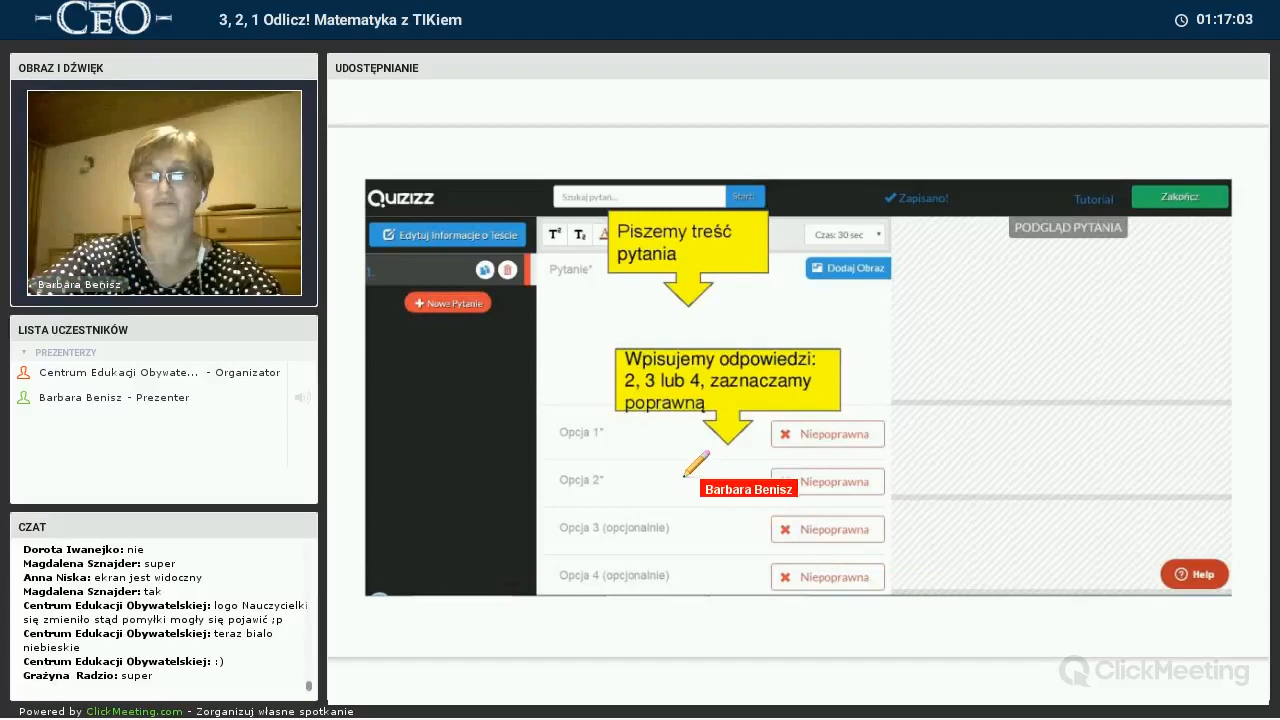 CEO
3, 2, 1 Odlicz! Matematyka z TIKiem
01:17:03
OBRAZ I DŹWIĘK
Barbara Benisz
LISTA UCZESTNIKÓW
PREZENTERZY
Centrum Edukacji Obywate... - Organizator
Barbara Benisz - Prezenter
CZAT
Dorota Iwanejko: nie
Magdalena Sznajder: super
Anna Niska: ekran jest widoczny
Magdalena Sznajder: tak
Centrum Edukacji Obywatelskiej: logo Nauczycielki
się zmieniło stąd pomyłki mogły się pojawić ;p
Centrum Edukacji Obywatelskiej: teraz bialo
niebieskie
Centrum Edukacji Obywatelskiej: :)
Grażyna Radzio: super
UDOSTĘPNIANIE
Quizizz
Szukaj pytań...
Start!
Zapisano!
Tutorial
Zakończ
Edytuj Informacje o Teście
T² T₂ A
Czas: 30 sec
PODGLĄD PYTANIA
Piszemy treść
pytania
1.
Pytanie*
Dodaj Obraz
Nowe Pytanie
Wpisujemy odpowiedzi:
2, 3 lub 4, zaznaczamy
poprawną
Opcja 1*
Niepoprawna
Opcja 2*
Niepoprawna
Barbara Benisz
Opcja 3 (opcjonalnie)
Niepoprawna
Opcja 4 (opcjonalnie)
Niepoprawna
Help
ClickMeeting
Powered by ClickMeeting.com - Zorganizuj własne spotkanie